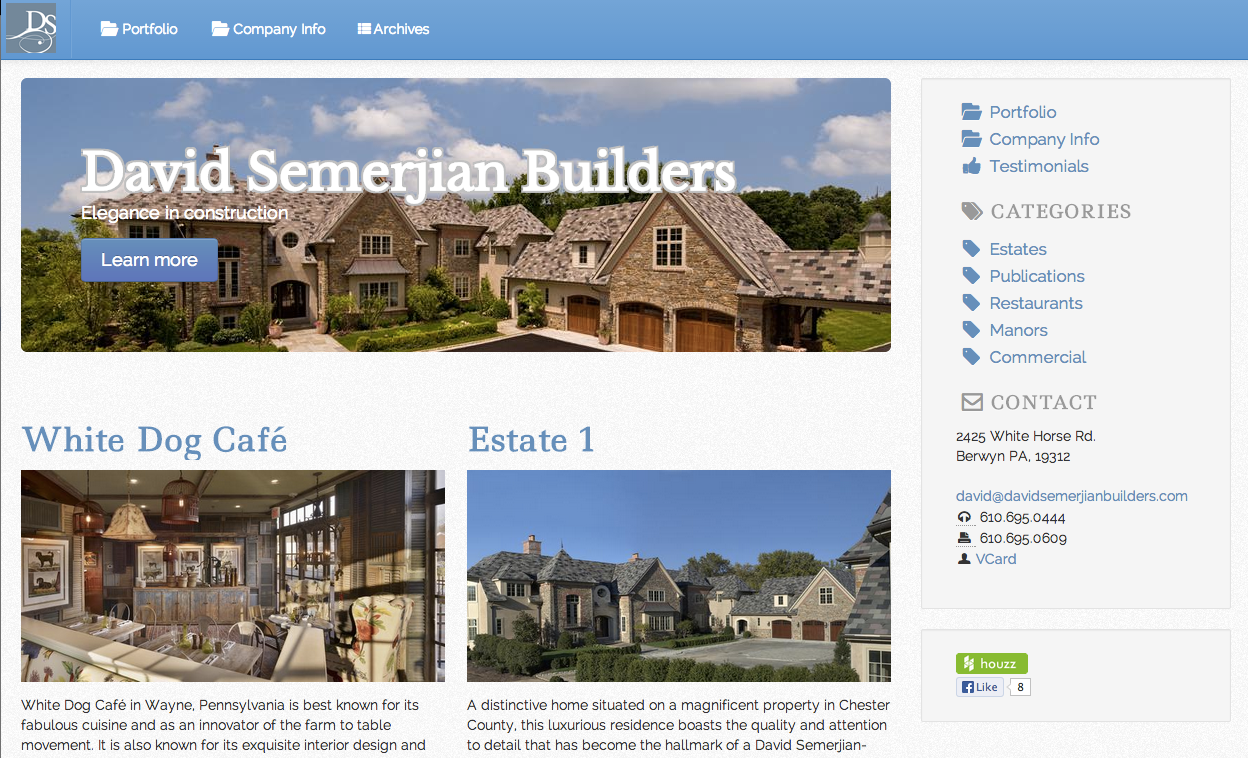 DS
Portfolio
Company Info
Archives
David Semerjian Builders
Elegance in construction
Learn more
White Dog Café
White Dog Café in Wayne, Pennsylvania is best known for its
fabulous cuisine and as an innovator of the farm to table
movement. It is also known for its exquisite interior design and
Estate 1
A distinctive home situated on a magnificent property in Chester
County, this luxurious residence boasts the quality and attention
to detail that has become the hallmark of a David Semerjian-
Portfolio
Company Info
Testimonials
CATEGORIES
Estates
Publications
Restaurants
Manors
Commercial
CONTACT
2425 White Horse Rd.
Berwyn PA, 19312
david@davidsemerjianbuilders.com
610.695.0444
610.695.0609
VCard
houzz
Like 8